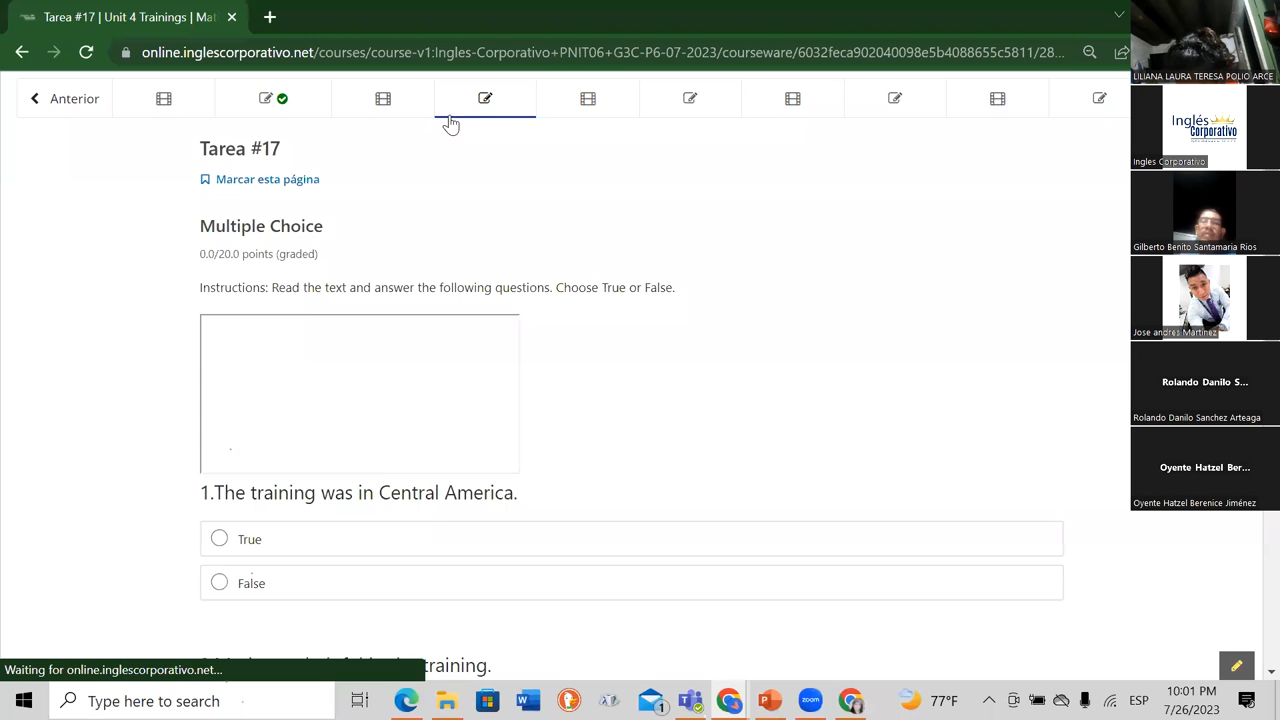 Tarea #17 | Unit 4 Trainings | Mat
online.inglescorporativo.net/courses/course-v1:Ingles-Corporativo+PNIT06+G3C-P6-07-2023/courseware/6032feca902040098e5b4088655c5811/28...
Anterior
Tarea #17
Marcar esta página
Multiple Choice
0.0/20.0 points (graded)
Instructions: Read the text and answer the following questions. Choose True or False.
1.The training was in Central America.
True
False
training.
Waiting for online.inglescorporativo.net...
LILIANA LAURA TERESA POLIO ARCE
Inglés
Corporativo
Ingles Corporativo
Gilberto Benito Santamaria Rios
Jose andres Martinez
Rolando Danilo S...
Rolando Danilo Sanchez Arteaga
Oyente Hatzel Ber...
Oyente Hatzel Berenice Jiménez
Type here to search
1
zoom
77°F
ESP
10:01 PM
7/26/2023